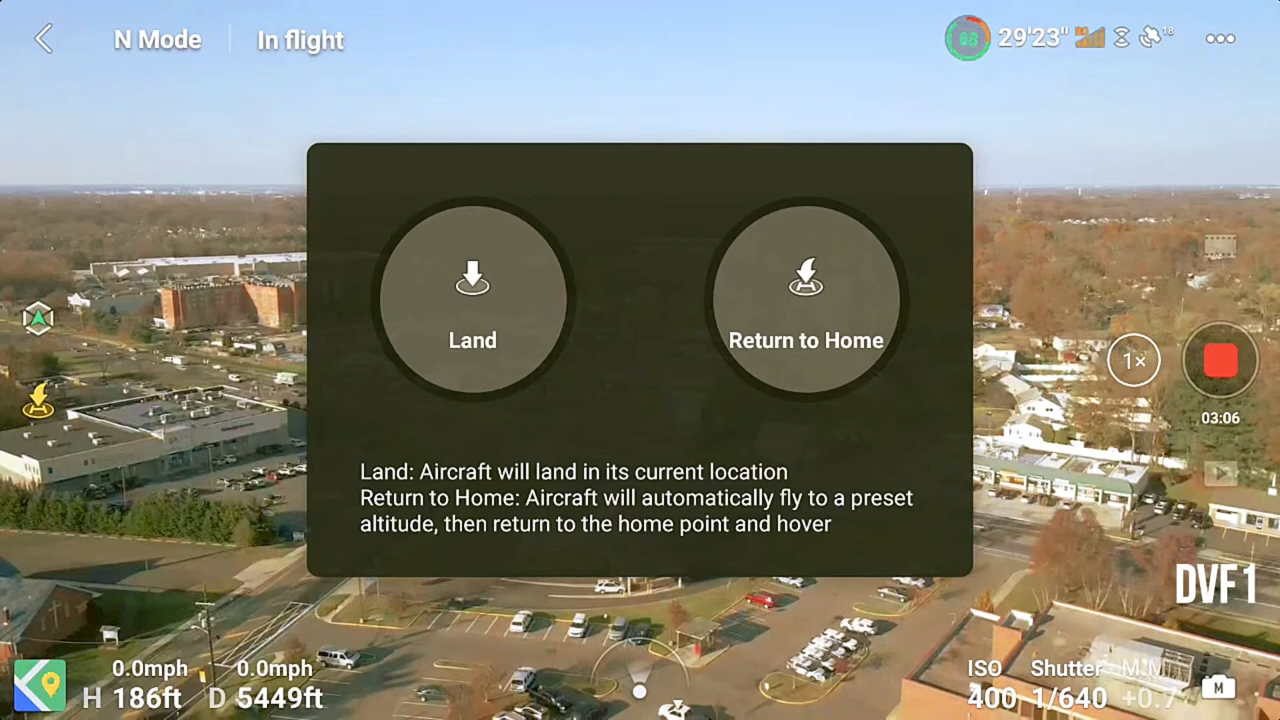 N Mode
In flight
88
29'23"
18
Land
Return to Home
1×
03:06
Land: Aircraft will land in its current location
Return to Home: Aircraft will automatically fly to a preset
altitude, then return to the home point and hover
DVF1
0.0mph
0.0mph
H 186ft
D 5449ft
ISO
400
Shutter
1/640
M.M
+0.7
M